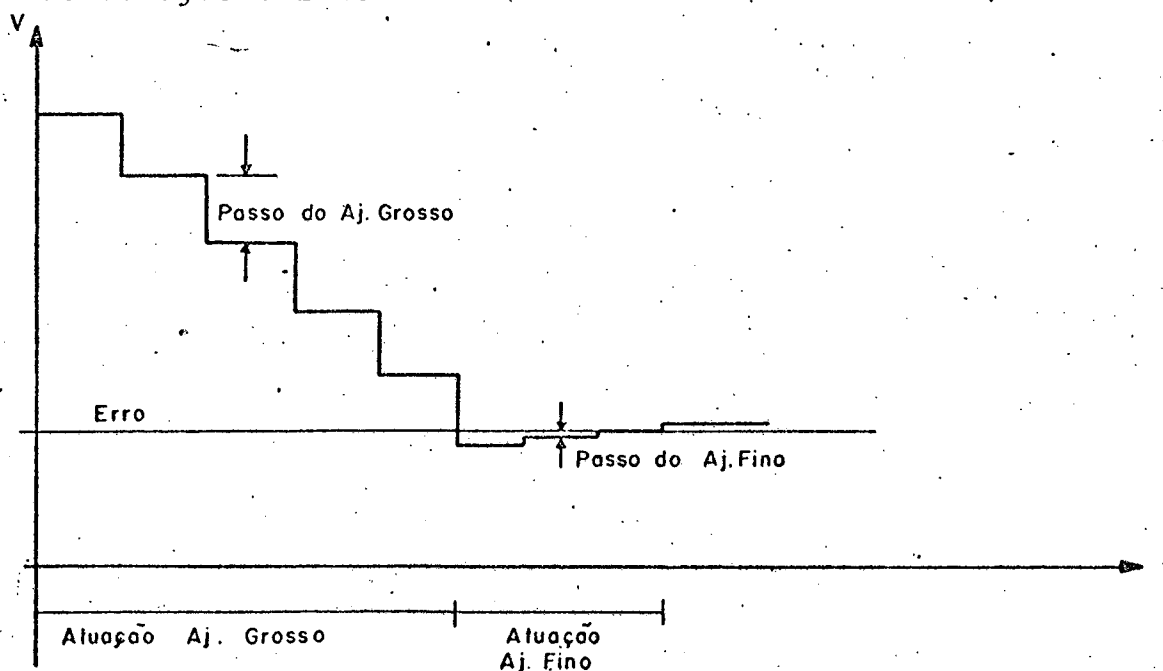 V
Passo do Aj. Grosso
Erro
Passo do Aj. Fino
Atuação Aj. Grosso
Atuação
Aj. Fino